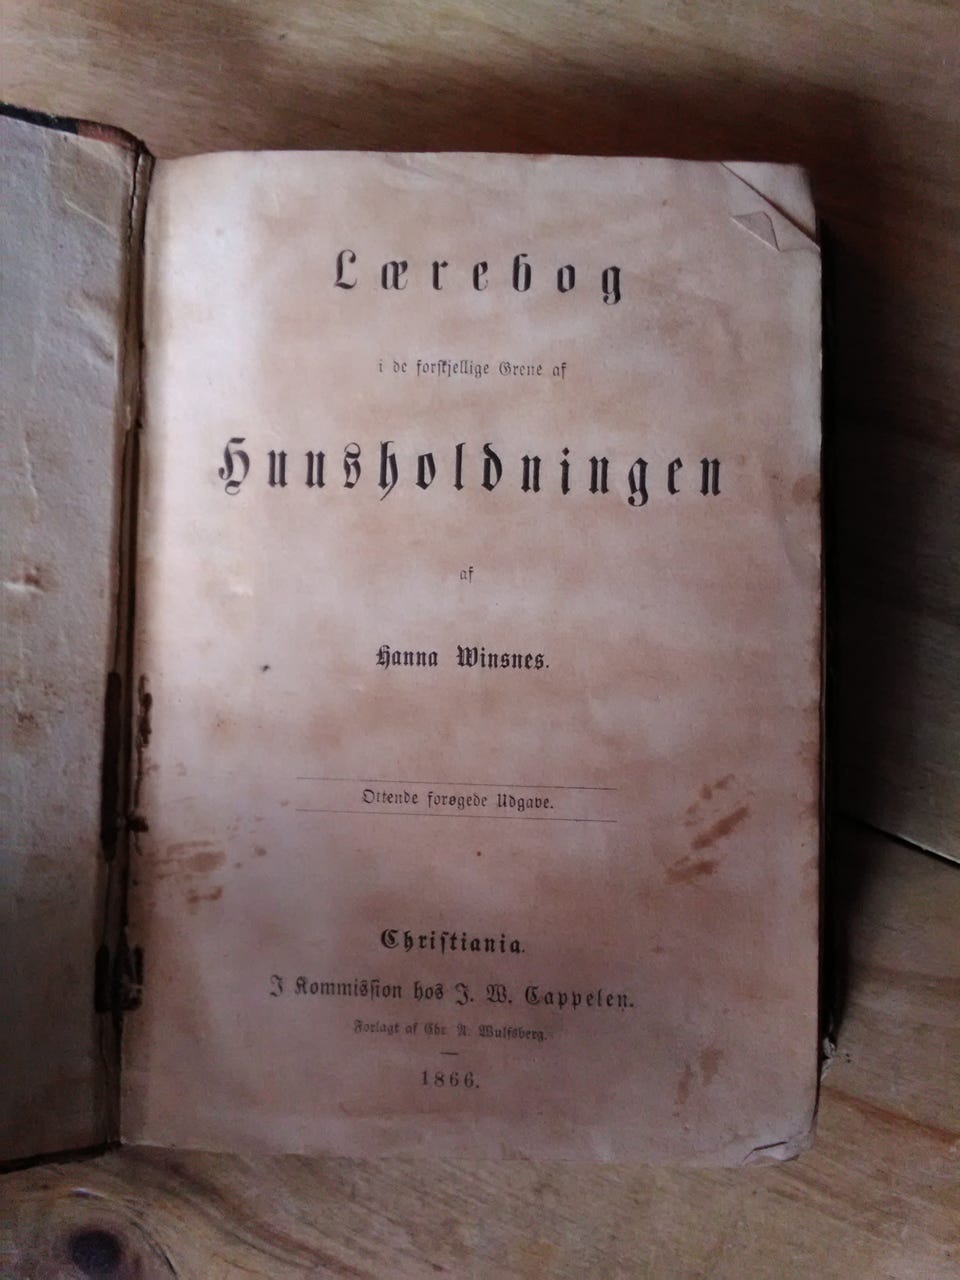 Lærebog
i de forskjellige Grene af
Huusholdningen
af
Hanna Winsnes.
Ottende forøgede Udgave.
Christiania.
I Kommission hos J. W. Cappelen.
Forlagt af Chr. A. Wulfsberg.
1866.